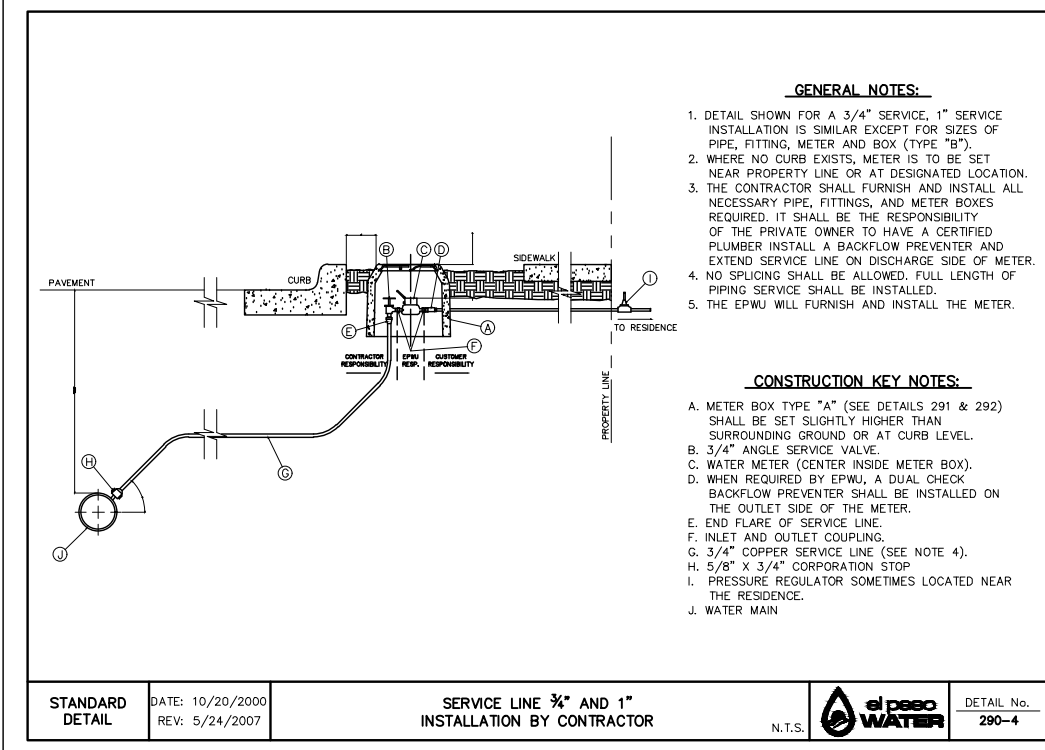 GENERAL NOTES:
1. DETAIL SHOWN FOR A 3/4" SERVICE, 1" SERVICE
INSTALLATION IS SIMILAR EXCEPT FOR SIZES OF
PIPE, FITTING, METER AND BOX (TYPE "B").
2. WHERE NO CURB EXISTS, METER IS TO BE SET
NEAR PROPERTY LINE OR AT DESIGNATED LOCATION.
3. THE CONTRACTOR SHALL FURNISH AND INSTALL ALL
NECESSARY PIPE, FITTINGS, AND METER BOXES
REQUIRED. IT SHALL BE THE RESPONSIBILITY
OF THE PRIVATE OWNER TO HAVE A CERTIFIED
PLUMBER INSTALL A BACKFLOW PREVENTER AND
EXTEND SERVICE LINE ON DISCHARGE SIDE OF METER.
4. NO SPLICING SHALL BE ALLOWED. FULL LENGTH OF
PIPING SERVICE SHALL BE INSTALLED.
5. THE EPWU WILL FURNISH AND INSTALL THE METER.
B
C
D
SIDEWALK
PAVEMENT
CURB
I
E
A
TO RESIDENCE
F
CONTRACTOR
RESPONSIBILITY
EPWU
RESP.
CUSTOMER
RESPONSIBILITY
PROPERTY LINE
H
G
J
CONSTRUCTION KEY NOTES:
A. METER BOX TYPE "A" (SEE DETAILS 291 & 292)
SHALL BE SET SLIGHTLY HIGHER THAN
SURROUNDING GROUND OR AT CURB LEVEL.
B. 3/4" ANGLE SERVICE VALVE.
C. WATER METER (CENTER INSIDE METER BOX).
D. WHEN REQUIRED BY EPWU, A DUAL CHECK
BACKFLOW PREVENTER SHALL BE INSTALLED ON
THE OUTLET SIDE OF THE METER.
E. END FLARE OF SERVICE LINE.
F. INLET AND OUTLET COUPLING.
G. 3/4" COPPER SERVICE LINE (SEE NOTE 4).
H. 5/8" X 3/4" CORPORATION STOP
I. PRESSURE REGULATOR SOMETIMES LOCATED NEAR
THE RESIDENCE.
J. WATER MAIN
STANDARD
DETAIL
DATE: 10/20/2000
REV: 5/24/2007
SERVICE LINE ¾" AND 1"
INSTALLATION BY CONTRACTOR
N.T.S.
el paso
WATER
DETAIL No.
290-4